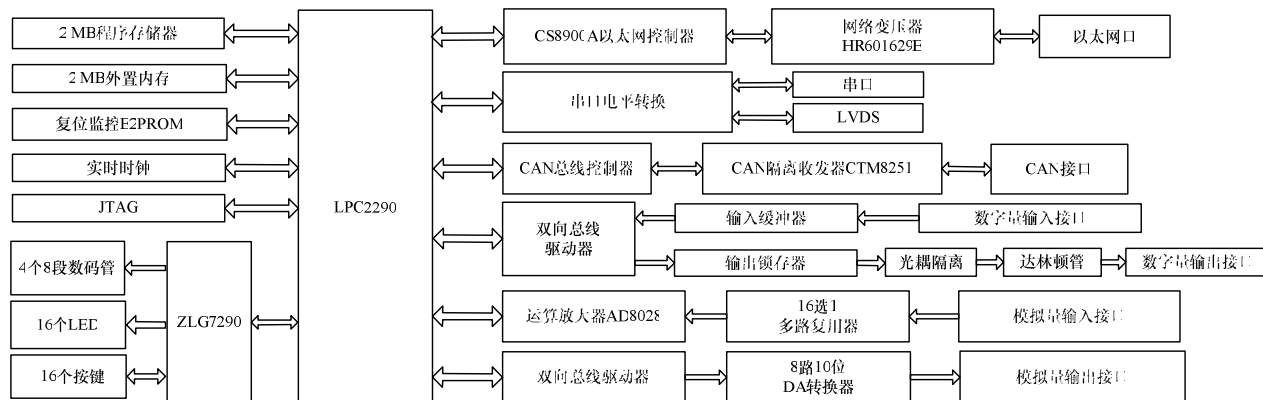 2 MB程序存储器
2 MB外置内存
复位监控E2PROM
实时时钟
JTAG
4个8段数码管
16个LED
16个按键
ZLG7290
LPC2290
CS8900A以太网控制器
网络变压器
HR601629E
以太网口
串口电平转换
串口
LVDS
CAN总线控制器
CAN隔离收发器CTM8251
CAN接口
双向总线
驱动器
输入缓冲器
数字量输入接口
输出锁存器
光耦隔离
达林顿管
数字量输出接口
运算放大器AD8028
16选1
多路复用器
模拟量输入接口
双向总线驱动器
8路10位
DA转换器
模拟量输出接口